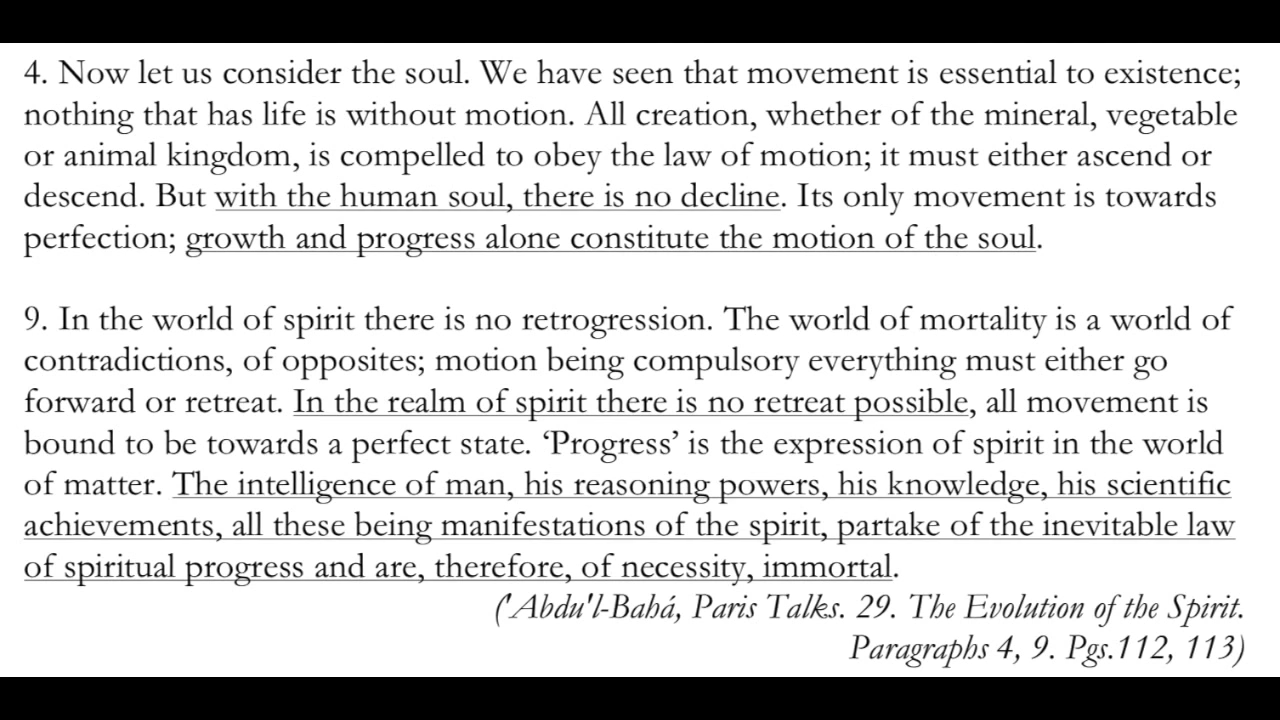 4. Now let us consider the soul. We have seen that movement is essential to existence;
nothing that has life is without motion. All creation, whether of the mineral, vegetable
or animal kingdom, is compelled to obey the law of motion; it must either ascend or
descend. But with the human soul, there is no decline. Its only movement is towards
perfection; growth and progress alone constitute the motion of the soul.
9. In the world of spirit there is no retrogression. The world of mortality is a world of
contradictions, of opposites; motion being compulsory everything must either go
forward or retreat. In the realm of spirit there is no retreat possible, all movement is
bound to be towards a perfect state. ‘Progress’ is the expression of spirit in the world
of matter. The intelligence of man, his reasoning powers, his knowledge, his scientific
achievements, all these being manifestations of the spirit, partake of the inevitable law
of spiritual progress and are, therefore, of necessity, immortal.
('Abdu'l-Bahá, Paris Talks. 29. The Evolution of the Spirit.
Paragraphs 4, 9. Pgs.112, 113)